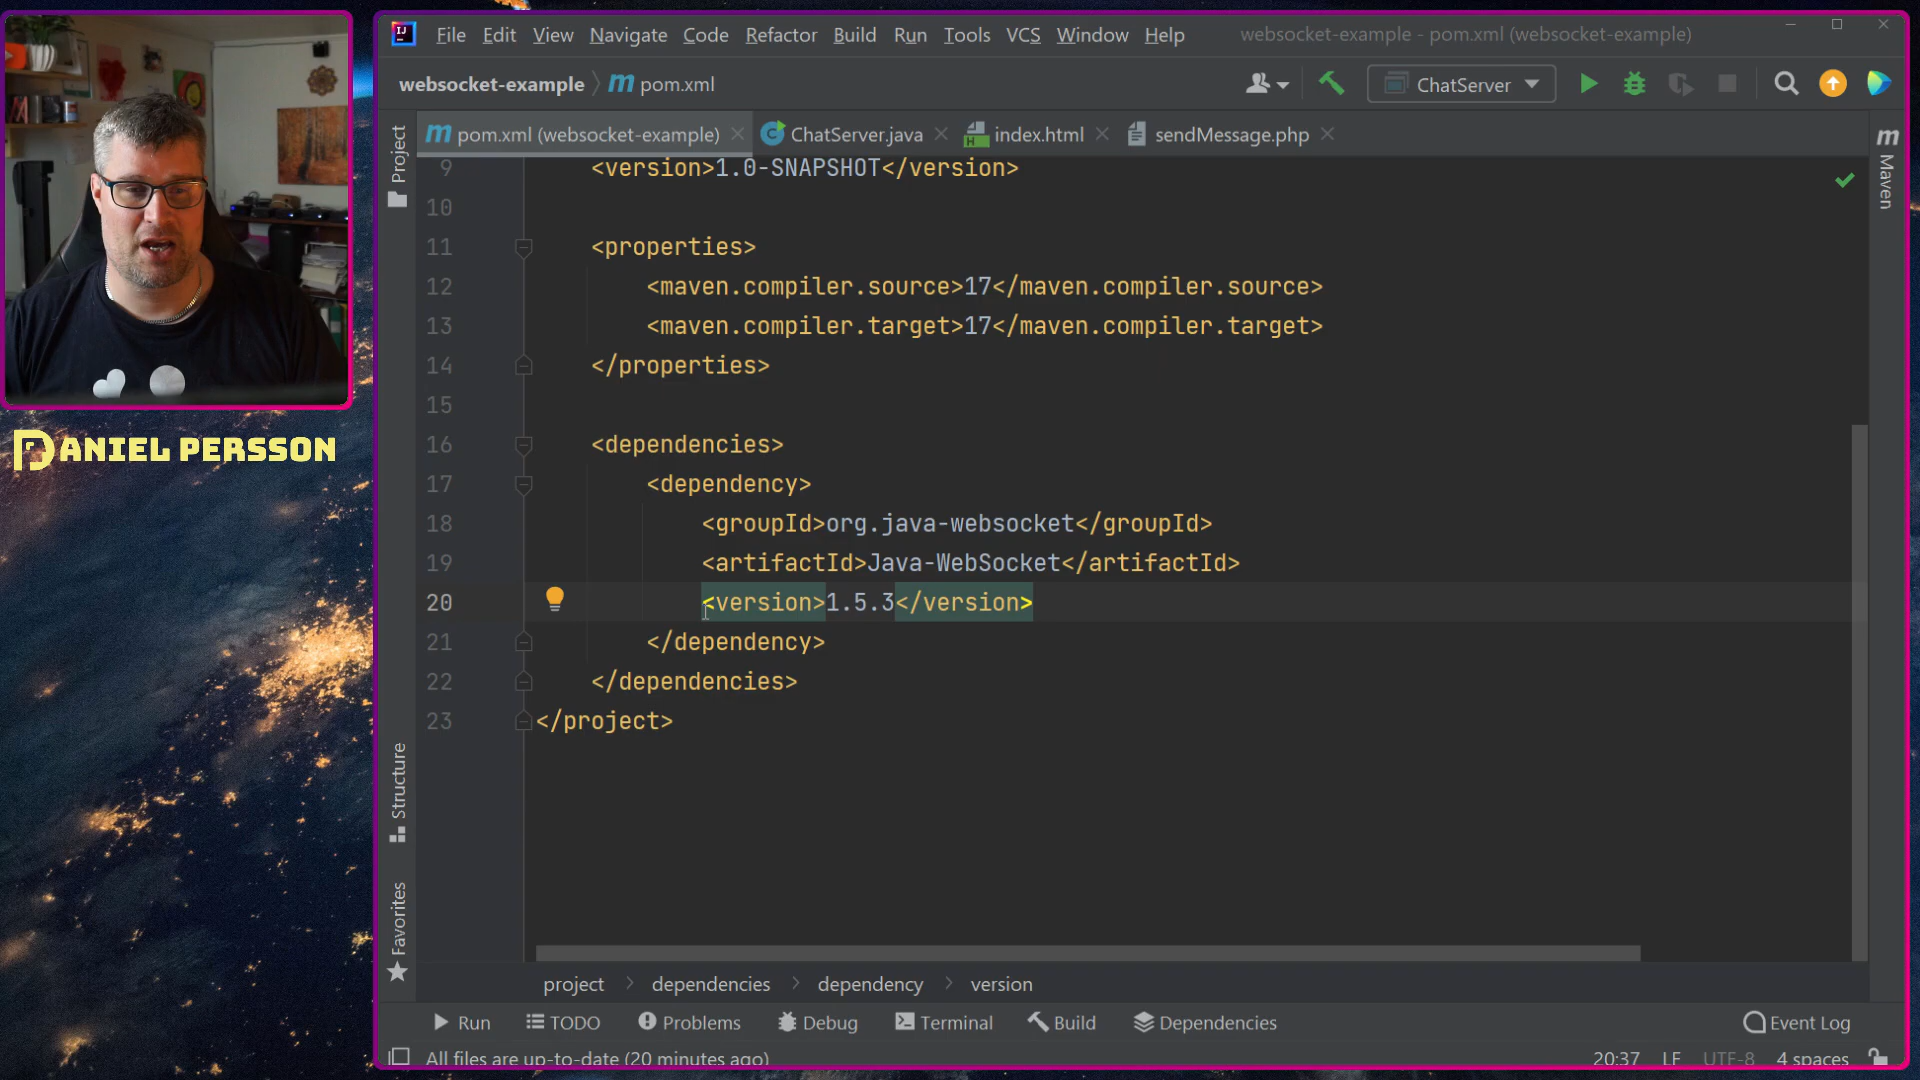 File Edit View Navigate Code Refactor Build Run Tools VCS Window Help websocket-example - pom.xml (websocket-example)
websocket-example pom.xml ChatServer
pom.xml (websocket-example) ChatServer.java index.html sendMessage.php
Project
Maven
9 <version>1.0-SNAPSHOT</version>
10
11 <properties>
12 <maven.compiler.source>17</maven.compiler.source>
13 <maven.compiler.target>17</maven.compiler.target>
14 </properties>
15
16 <dependencies>
17 <dependency>
18 <groupId>org.java-websocket</groupId>
19 <artifactId>Java-WebSocket</artifactId>
20 <version>1.5.3</version>
21 </dependency>
22 </dependencies>
23 </project>
DANIEL PERSSON
Structure
Favorites
project dependencies dependency version
Run TODO Problems Debug Terminal Build Dependencies Event Log
All files are up-to-date (20 minutes ago) 20:37 LF UTF-8 4 spaces